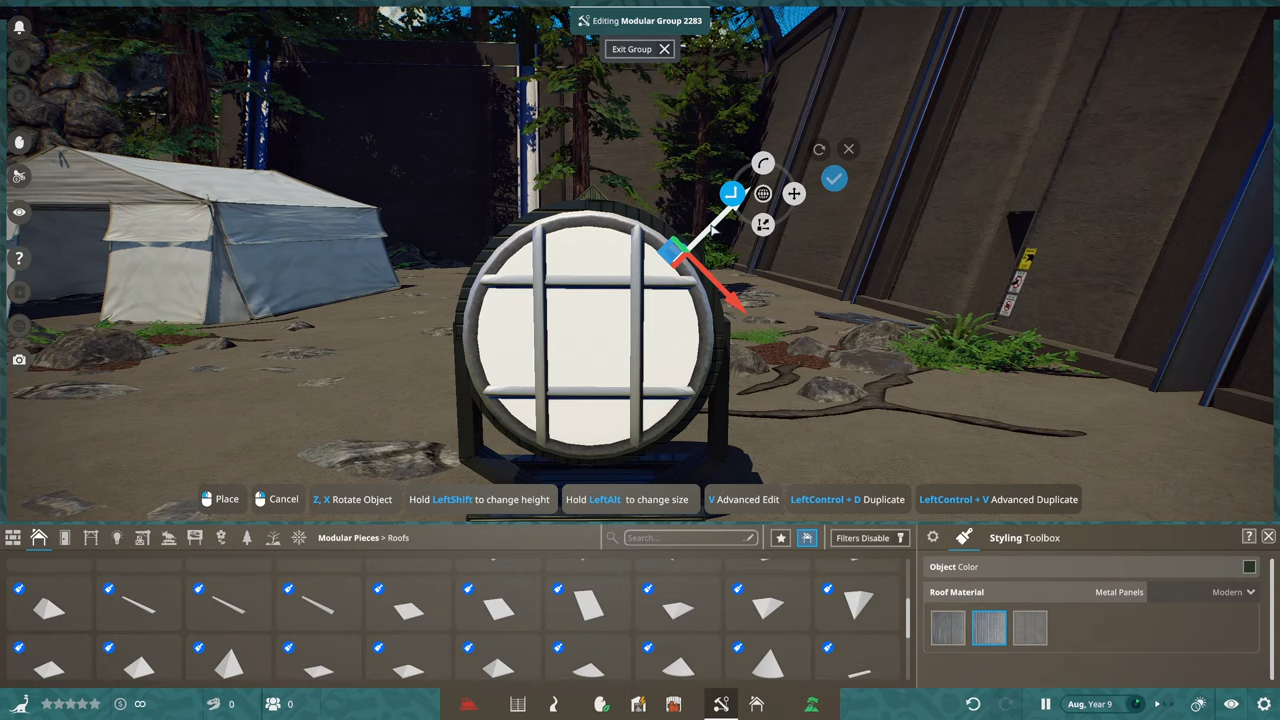 Editing Modular Group 2283
Exit Group
Place
Cancel
Z, X Rotate Object
Hold LeftShift to change height
Hold LeftAlt to change size
V Advanced Edit
LeftControl + D Duplicate
LeftControl + V Advanced Duplicate
Modular Pieces > Roofs
Search...
Filters Disable
Styling Toolbox
?
Object Color
Roof Material
Metal Panels
Modern
∞
0
0
Aug, Year 9